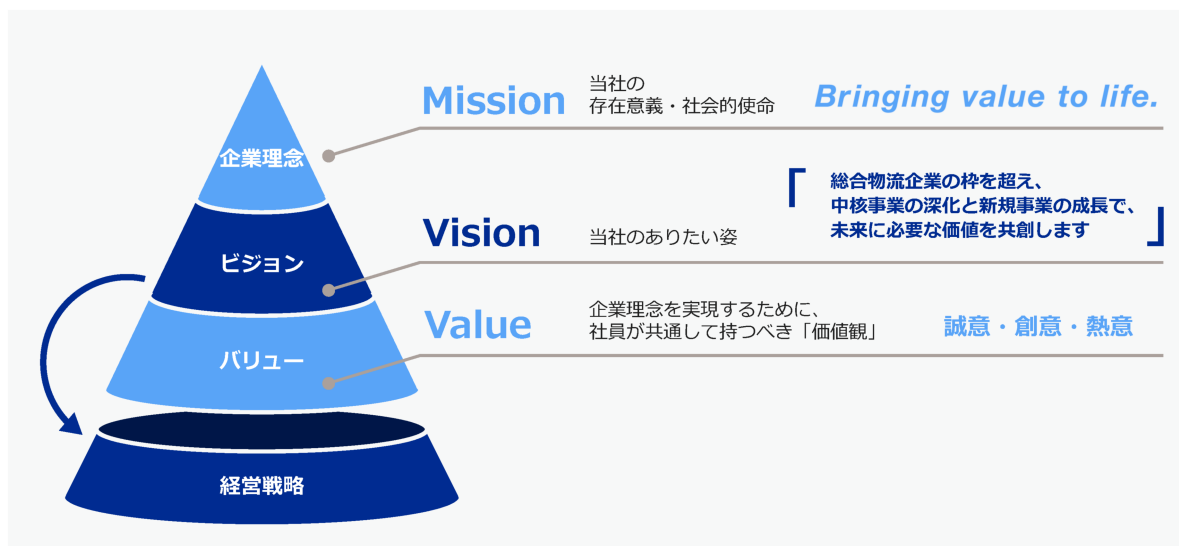 Mission
当社の
存在意義・社会的使命
Bringing value to life.
企業理念
Vision
当社のありたい姿
「総合物流企業の枠を超え、
中核事業の深化と新規事業の成長で、
未来に必要な価値を共創します」
ビジョン
Value
企業理念を実現するために、
社員が共通して持つべき「価値観」
誠意・創意・熱意
バリュー
経営戦略